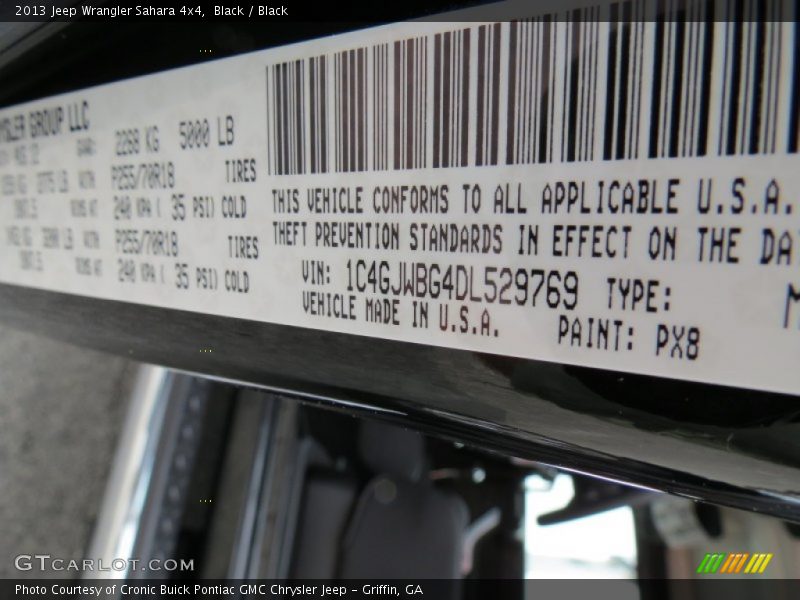 2013 Jeep Wrangler Sahara 4x4,  Black / Black
GROUP LLC
2268 KG 5000 LB
P255/70R18 TIRES
240 KPA ( 35 PSI) COLD
P255/70R18 TIRES
240 KPA ( 35 PSI) COLD
THIS VEHICLE CONFORMS TO ALL APPLICABLE U.S.A.
THEFT PREVENTION STANDARDS IN EFFECT ON THE DA
VIN: 1C4GJWBG4DL529769 TYPE: M
VEHICLE MADE IN U.S.A. PAINT: PX8
GTCARLOT.COM
Photo Courtesy of Cronic Buick Pontiac GMC Chrysler Jeep - Griffin, GA